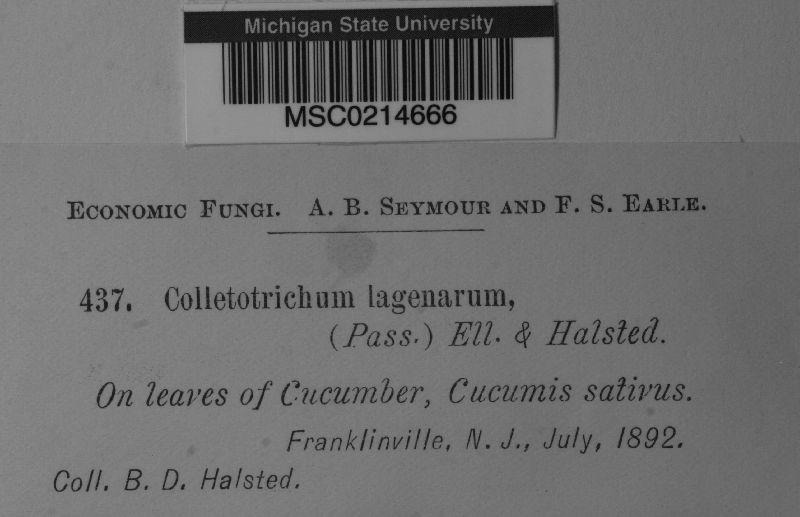 Michigan State University
MSC0214666
Economic Fungi. A. B. Seymour and F. S. Earle.
437. Colletotrichum lagenarum,
(Pass.) Ell. & Halsted.
On leaves of Cucumber, Cucumis sativus.
Franklinville, N. J., July, 1892.
Coll. B. D. Halsted.